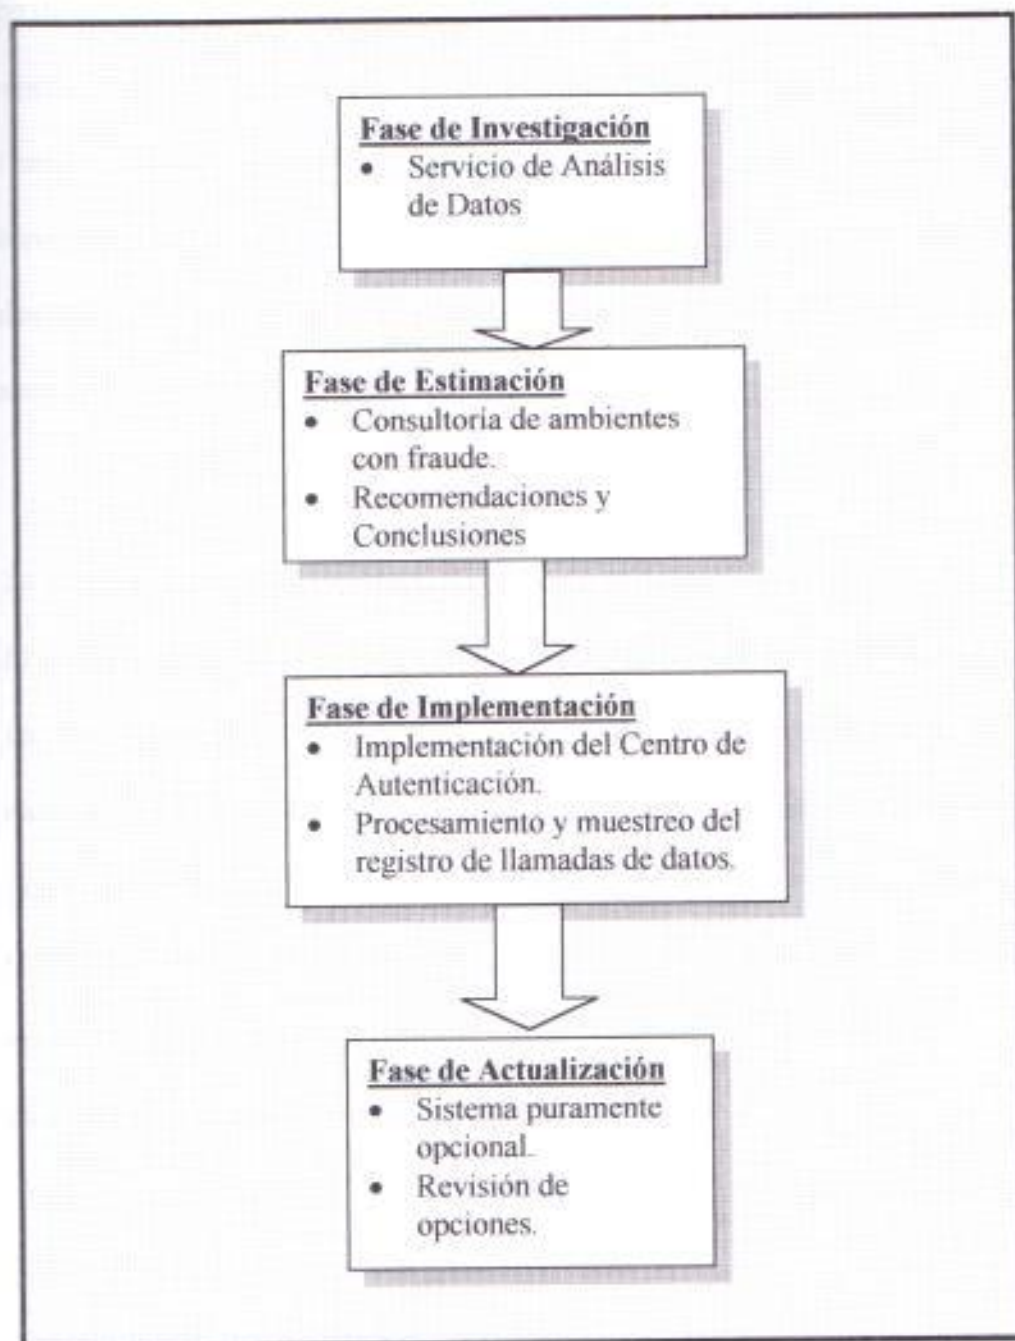 Fase de Investigación
• Servicio de Análisis
de Datos
Fase de Estimación
• Consultoría de ambientes
con fraude.
• Recomendaciones y
Conclusiones
Fase de Implementación
• Implementación del Centro de
Autenticación.
• Procesamiento y muestreo del
registro de llamadas de datos.
Fase de Actualización
• Sistema puramente
opcional.
• Revisión de
opciones.